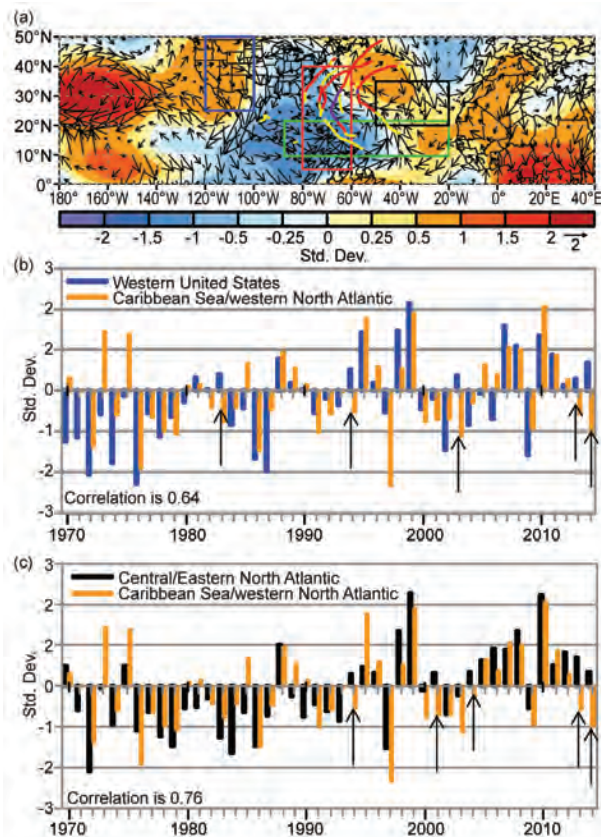 (a)
50°N
40°N
30°N
20°N
10°N
0°
180° 160°W 140°W 120°W 100°W 80°W 60°W 40°W 20°W 0° 20°E 40°E
-2 -1.5 -1 -0.5 -0.25 0 0.25 0.5 1 1.5 2 2
Std. Dev.
(b)
Western United States
Caribbean Sea/western North Atlantic
3
2
2
0
-1
-2
-3
Std. Dev.
Correlation is 0.64
1970 1980 1990 2000 2010
(c)
Central/Eastern North Atlantic
Caribbean Sea/western North Atlantic
3
2
2
0
-1
-2
-3
Std. Dev.
Correlation is 0.76
1970 1980 1990 2000 2010